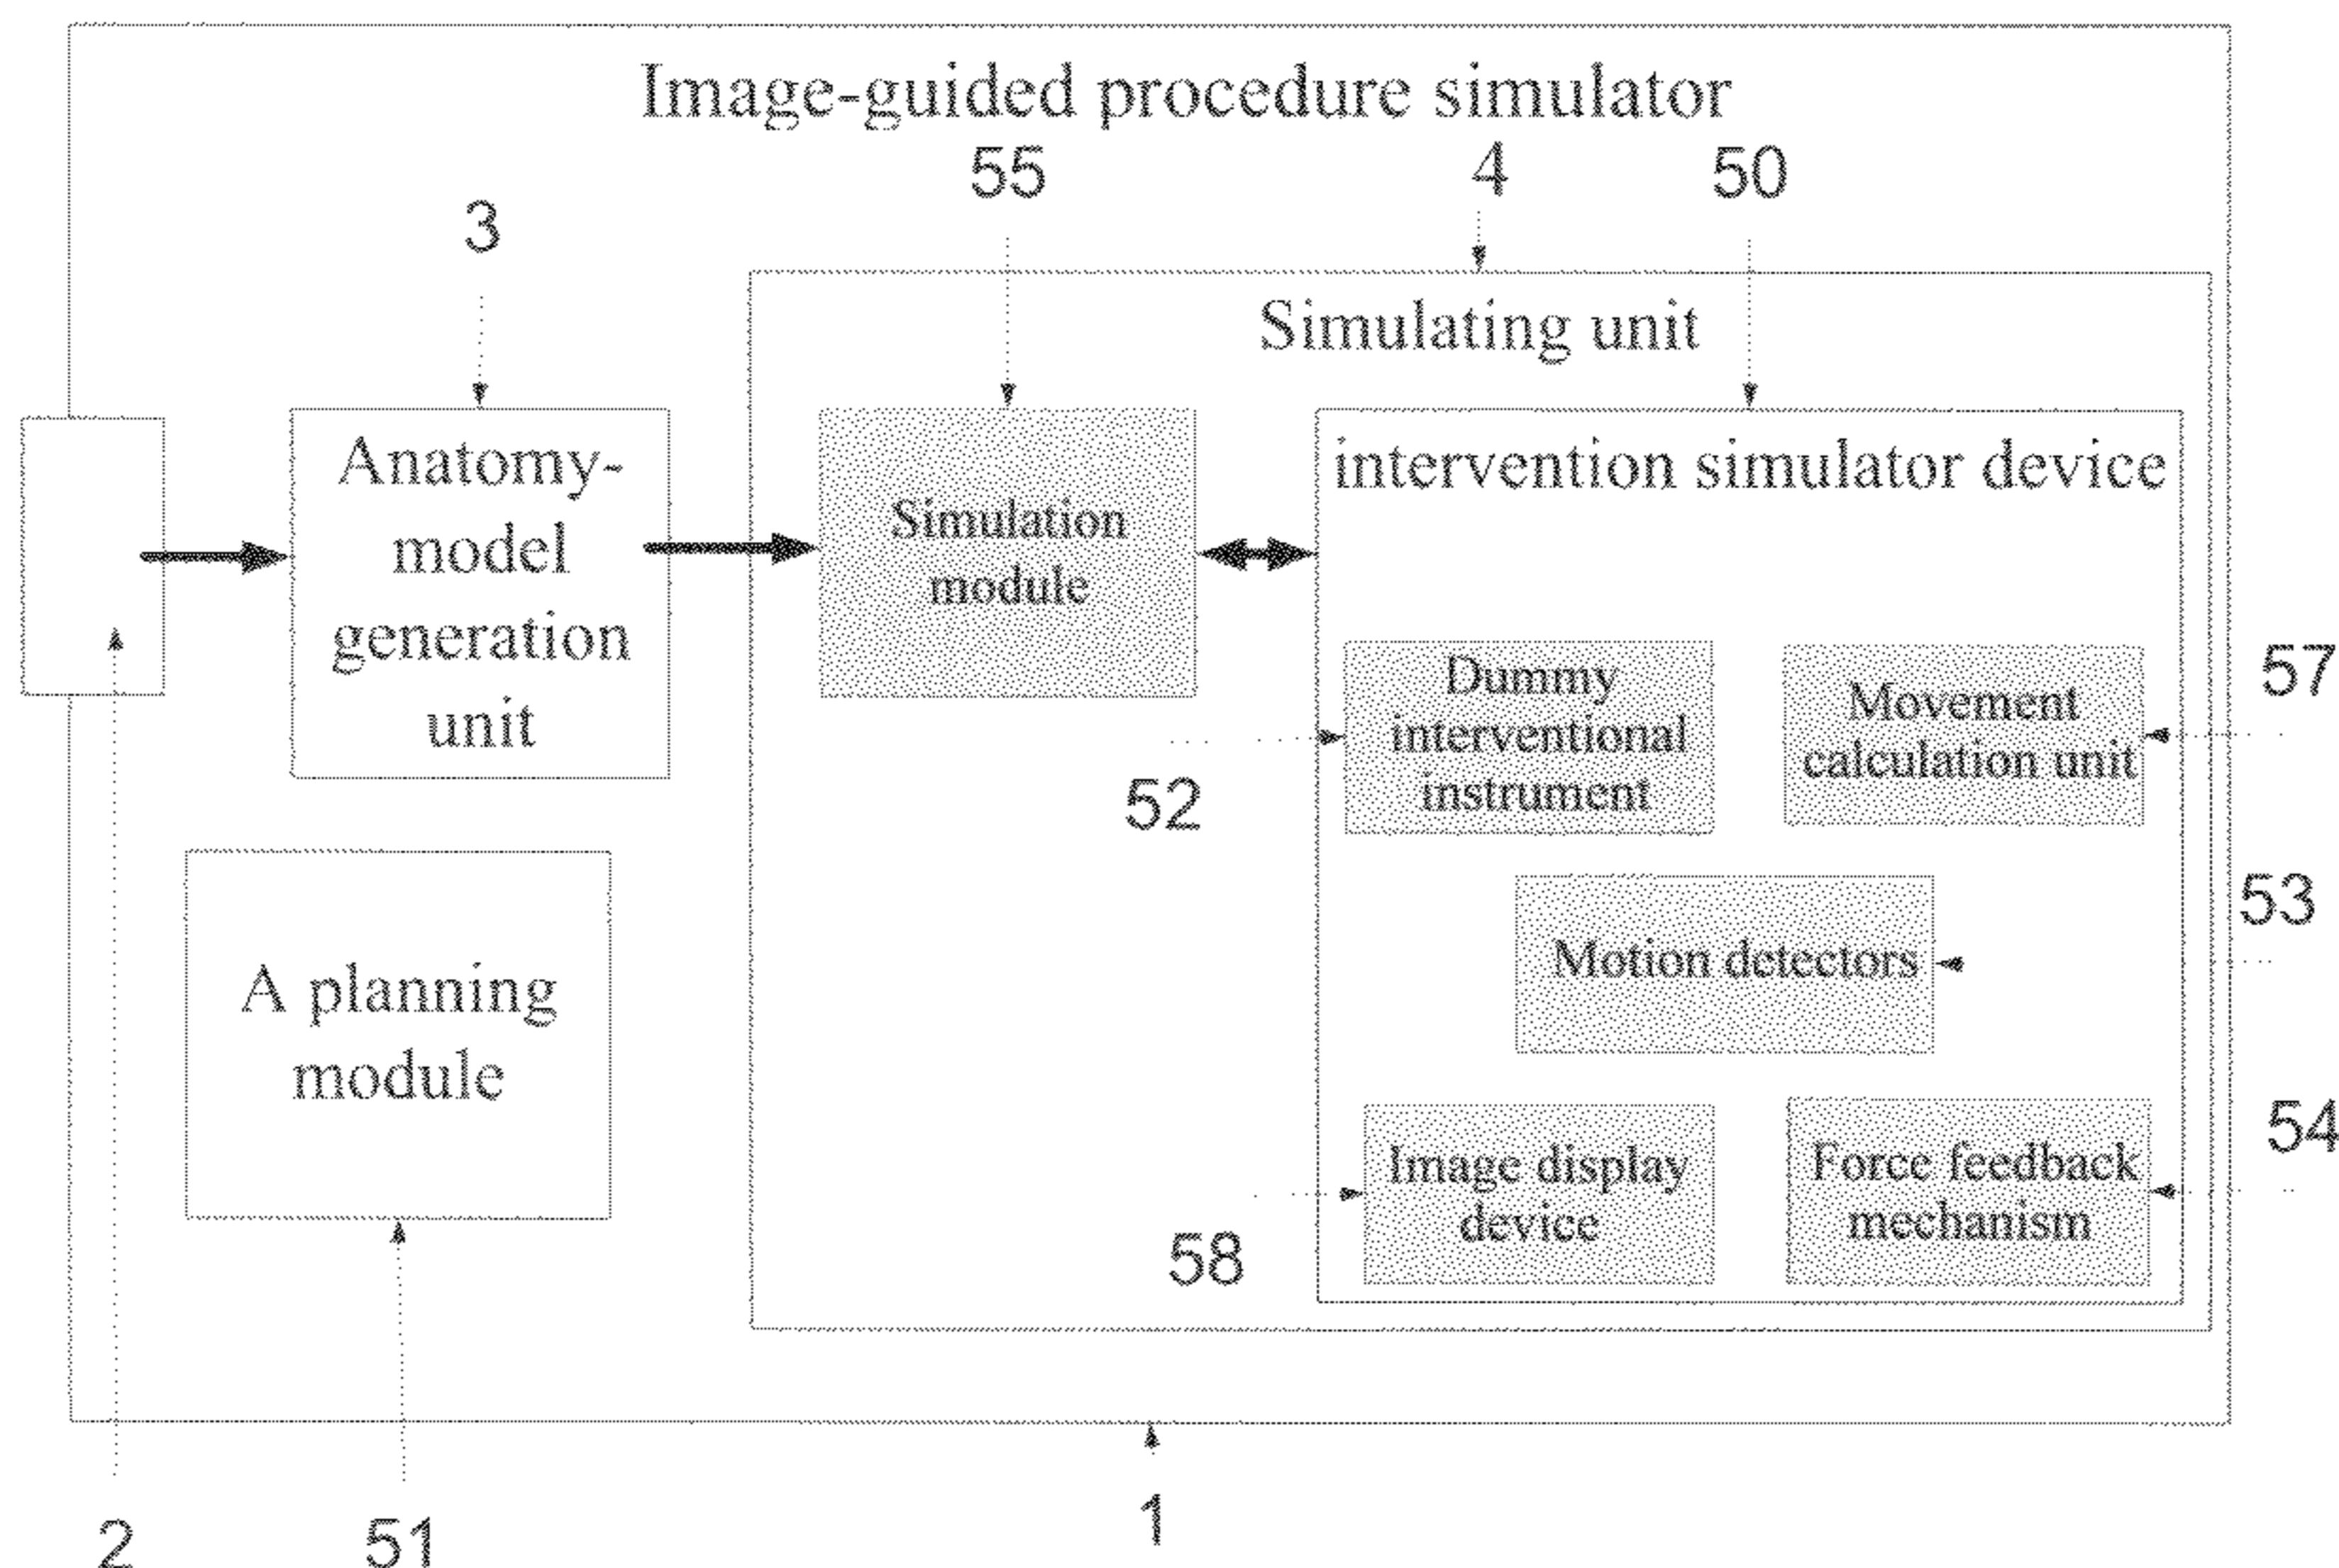 Image-guided procedure simulator
55
4
50
3
Simulating unit
Anatomy-
model
generation
unit
Simulation
module
intervention simulator device
Dummy
interventional
instrument
Movement
calculation unit
57
52
Motion detectors
53
A planning
module
Image display
device
Force feedback
mechanism
54
58
2
51
1